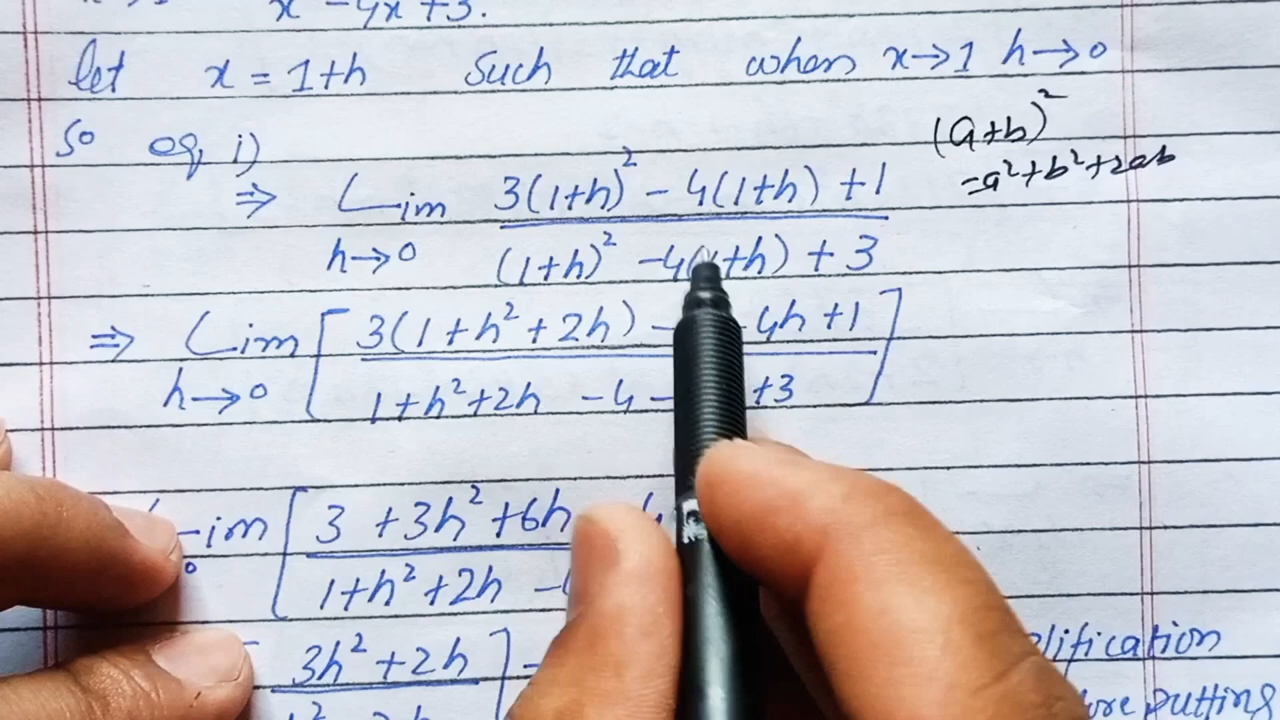 x² - 4x + 3.
let x = 1+h Such that when x→1 h→0
So eq, i)
(a+b)²
= a² + b² + 2ab
⇒ Lim 3(1+h)² - 4(1+h) + 1
h→0 (1+h)² - 4(1+h) + 3
⇒ Lim [ 3(1+h²+2h) - 4h + 1 ]
h→0 1+h²+2h - 4 - + 3
Lim [ 3 + 3h² + 6h
1+h²+2h -
3h² + 2h ]
putting